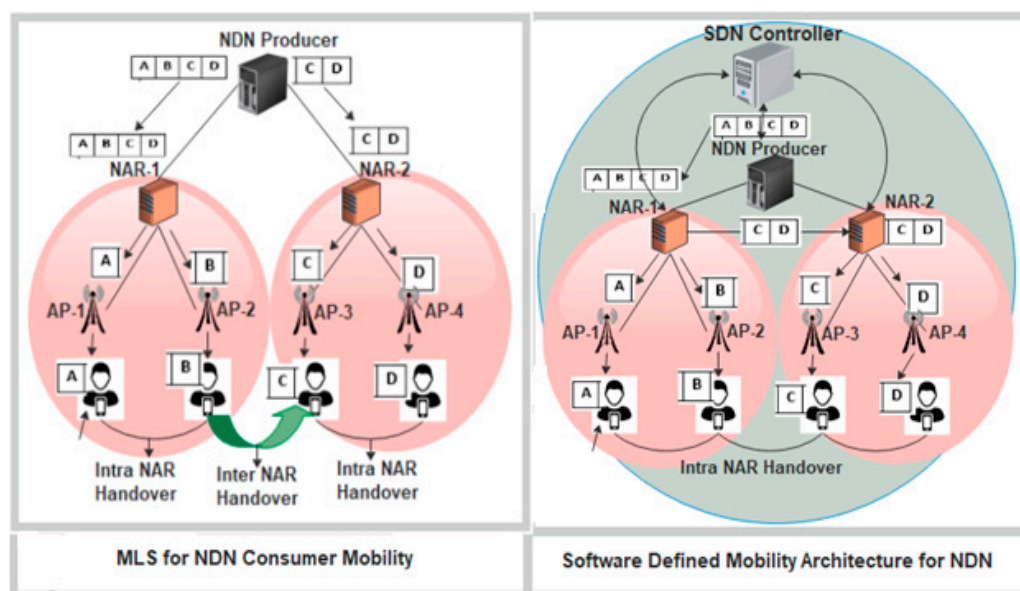 NDN Producer
A B C D
C D
A B C D
C D
NAR-1
NAR-2
A
B
C
D
AP-1
AP-2
AP-3
AP-4
A
B
C
D
Intra NAR
Handover
Inter NAR
Handover
Intra NAR
Handover
MLS for NDN Consumer Mobility
SDN Controller
A B C D
NDN Producer
A B C D
NAR-1
NAR-2
C D
C D
A
B
C
D
AP-1
AP-2
AP-3
AP-4
A
B
C
D
Intra NAR Handover
Software Defined Mobility Architecture for NDN